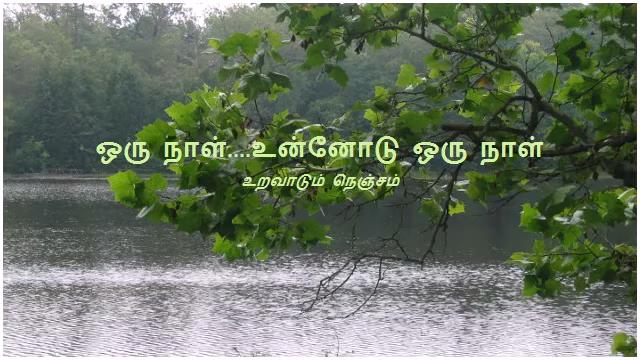 ஒரு நாள்....உன்னோடு ஒரு நாள்
உறவாடும் நெஞ்சம்